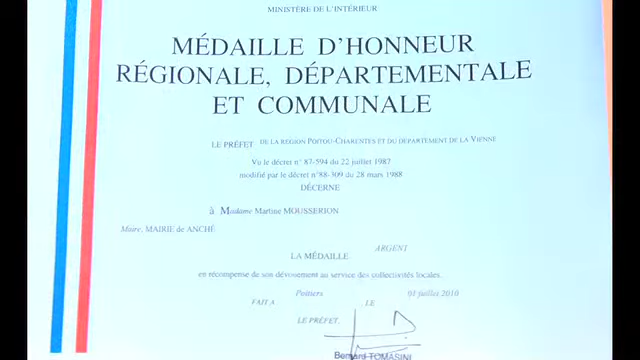 MINISTÈRE DE L'INTÉRIEUR
MÉDAILLE D'HONNEUR
RÉGIONALE, DÉPARTEMENTALE
ET COMMUNALE
LE PRÉFET DE LA RÉGION POITOU-CHARENTES ET DU DÉPARTEMENT DE LA VIENNE
Vu le décret n° 87-594 du 22 juillet 1987
modifié par le décret n°88-309 du 28 mars 1988
DÉCERNE
à Madame Martine MOUSSERION
Maire, MAIRIE de ANCHÉ
LA MÉDAILLE ARGENT
en récompense de son dévouement au service des collectivités locales.
FAIT A Poitiers LE 01 juillet 2010
LE PRÉFET,
Bernard TOMASINI